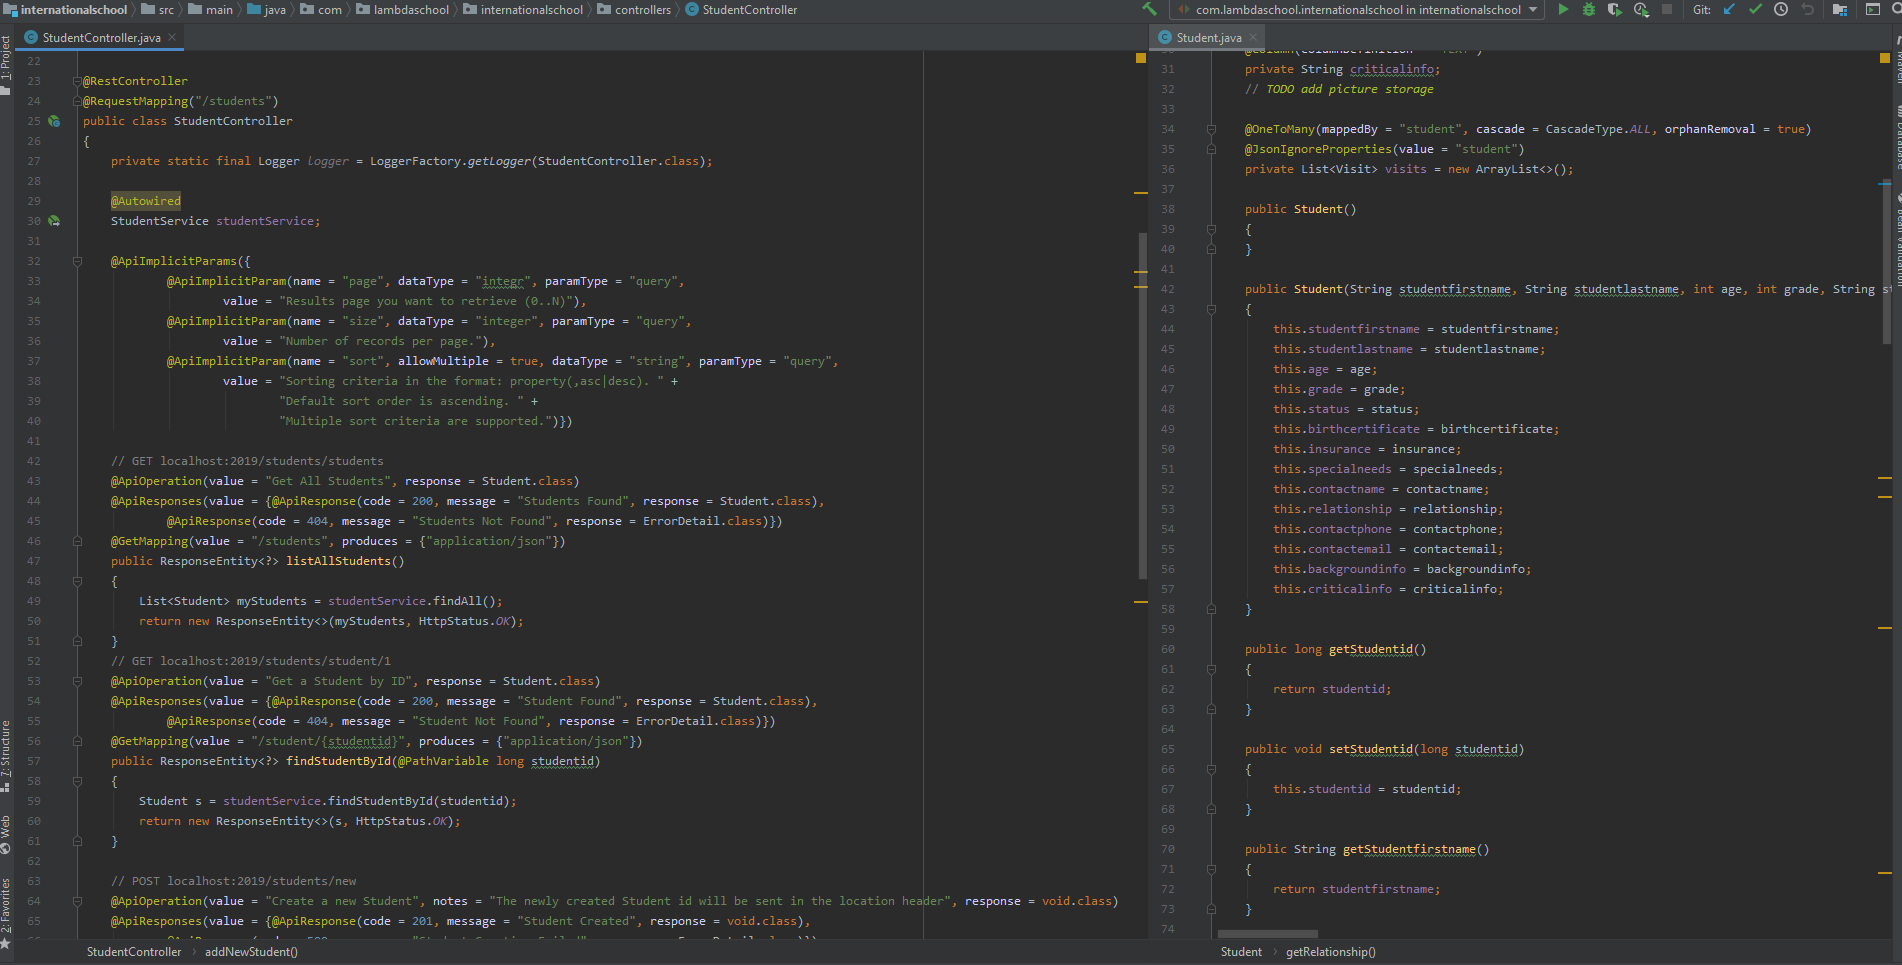 internationalschool src main java com lambdaschool internationalschool controllers StudentController
com.lambdaschool.internationalschool in internationalschool Git:
StudentController.java
1: Project
7: Structure
Web
2: Favorites
22
23 @RestController
24 @RequestMapping("/students")
25 public class StudentController
26 {
27 private static final Logger logger = LoggerFactory.getLogger(StudentController.class);
28
29 @Autowired
30 StudentService studentService;
31
32 @ApiImplicitParams({
33 @ApiImplicitParam(name = "page", dataType = "integr", paramType = "query",
34 value = "Results page you want to retrieve (0..N)"),
35 @ApiImplicitParam(name = "size", dataType = "integer", paramType = "query",
36 value = "Number of records per page."),
37 @ApiImplicitParam(name = "sort", allowMultiple = true, dataType = "string", paramType = "query",
38 value = "Sorting criteria in the format: property(,asc|desc). " +
39 "Default sort order is ascending. " +
40 "Multiple sort criteria are supported.")})
41
42 // GET localhost:2019/students/students
43 @ApiOperation(value = "Get All Students", response = Student.class)
44 @ApiResponses(value = {@ApiResponse(code = 200, message = "Students Found", response = Student.class),
45 @ApiResponse(code = 404, message = "Students Not Found", response = ErrorDetail.class)})
46 @GetMapping(value = "/students", produces = {"application/json"})
47 public ResponseEntity<?> listAllStudents()
48 {
49 List<Student> myStudents = studentService.findAll();
50 return new ResponseEntity<>(myStudents, HttpStatus.OK);
51 }
52 // GET localhost:2019/students/student/1
53 @ApiOperation(value = "Get a Student by ID", response = Student.class)
54 @ApiResponses(value = {@ApiResponse(code = 200, message = "Student Found", response = Student.class),
55 @ApiResponse(code = 404, message = "Student Not Found", response = ErrorDetail.class)})
56 @GetMapping(value = "/student/{studentid}", produces = {"application/json"})
57 public ResponseEntity<?> findStudentById(@PathVariable long studentid)
58 {
59 Student s = studentService.findStudentById(studentid);
60 return new ResponseEntity<>(s, HttpStatus.OK);
61 }
62
63 // POST localhost:2019/students/new
64 @ApiOperation(value = "Create a new Student", notes = "The newly created Student id will be sent in the location header", response = void.class)
65 @ApiResponses(value = {@ApiResponse(code = 201, message = "Student Created", response = void.class),
StudentController addNewStudent()
Student.java
31 private String criticalinfo;
32 // TODO add picture storage
33
34 @OneToMany(mappedBy = "student", cascade = CascadeType.ALL, orphanRemoval = true)
35 @JsonIgnoreProperties(value = "student")
36 private List<Visit> visits = new ArrayList<>();
37
38 public Student()
39 {
40 }
41
42 public Student(String studentfirstname, String studentlastname, int age, int grade, String st
43 {
44 this.studentfirstname = studentfirstname;
45 this.studentlastname = studentlastname;
46 this.age = age;
47 this.grade = grade;
48 this.status = status;
49 this.birthcertificate = birthcertificate;
50 this.insurance = insurance;
51 this.specialneeds = specialneeds;
52 this.contactname = contactname;
53 this.relationship = relationship;
54 this.contactphone = contactphone;
55 this.contactemail = contactemail;
56 this.backgroundinfo = backgroundinfo;
57 this.criticalinfo = criticalinfo;
58 }
59
60 public long getStudentid()
61 {
62 return studentid;
63 }
64
65 public void setStudentid(long studentid)
66 {
67 this.studentid = studentid;
68 }
69
70 public String getStudentfirstname()
71 {
72 return studentfirstname;
73 }
74
Student getRelationship()